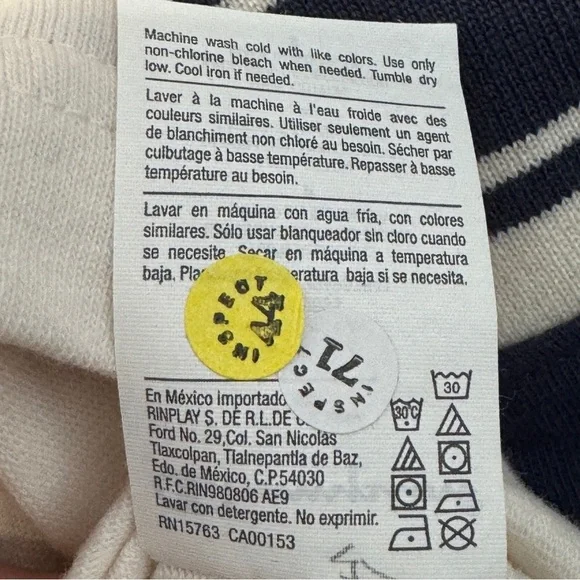 Machine wash cold with like colors. Use only
non-chlorine bleach when needed. Tumble dry
low. Cool iron if needed.
Laver à la machine à l'eau froide avec des
couleurs similaires. Utiliser seulement un agent
de blanchiment non chloré au besoin. Sécher par
culbutage à basse température. Repasser à basse
température au besoin.
Lavar en máquina con agua fría, con colores
similares. Sólo usar blanqueador sin cloro cuando
se necesite. Secar en máquina a temperatura
baja. si se necesita.
INSPECT 44
INSPECT 71
En México importado
RINPLAY S. DE R.L.DE
Ford No. 29,Col. San Nicolás
Tlaxcolpan, Tlalnepantla de Baz,
Edo. de México, C.P.54030
R.F.C.RIN980806 AE9
Lavar con detergente. No exprimir.
RN15763 CA00153
30
30°C